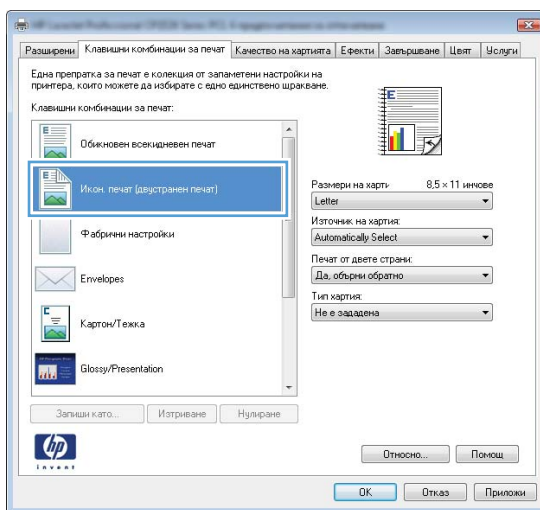 Разширени Клавишни комбинации за печат Качество на хартията Ефекти Завършване Цвят Услуги
Една препратка за печат е колекция от запаметени настройки на
принтера, които можете да избирате с едно единствено щракване.
Клавишни комбинации за печат:
Обикновен всекидневен печат
Икон. печат (двустранен печат)
Фабрични настройки
Envelopes
Картон/Тежка
Glossy/Presentation
Запиши като... Изтриване Нулиране
Размери на харти 8,5 × 11 инчове
Letter
Източник на хартия:
Automatically Select
Печат от двете страни:
Да, обърни обратно
Тип хартия:
Не е зададена
hp
invent
Относно... Помощ
OK Отказ Приложи